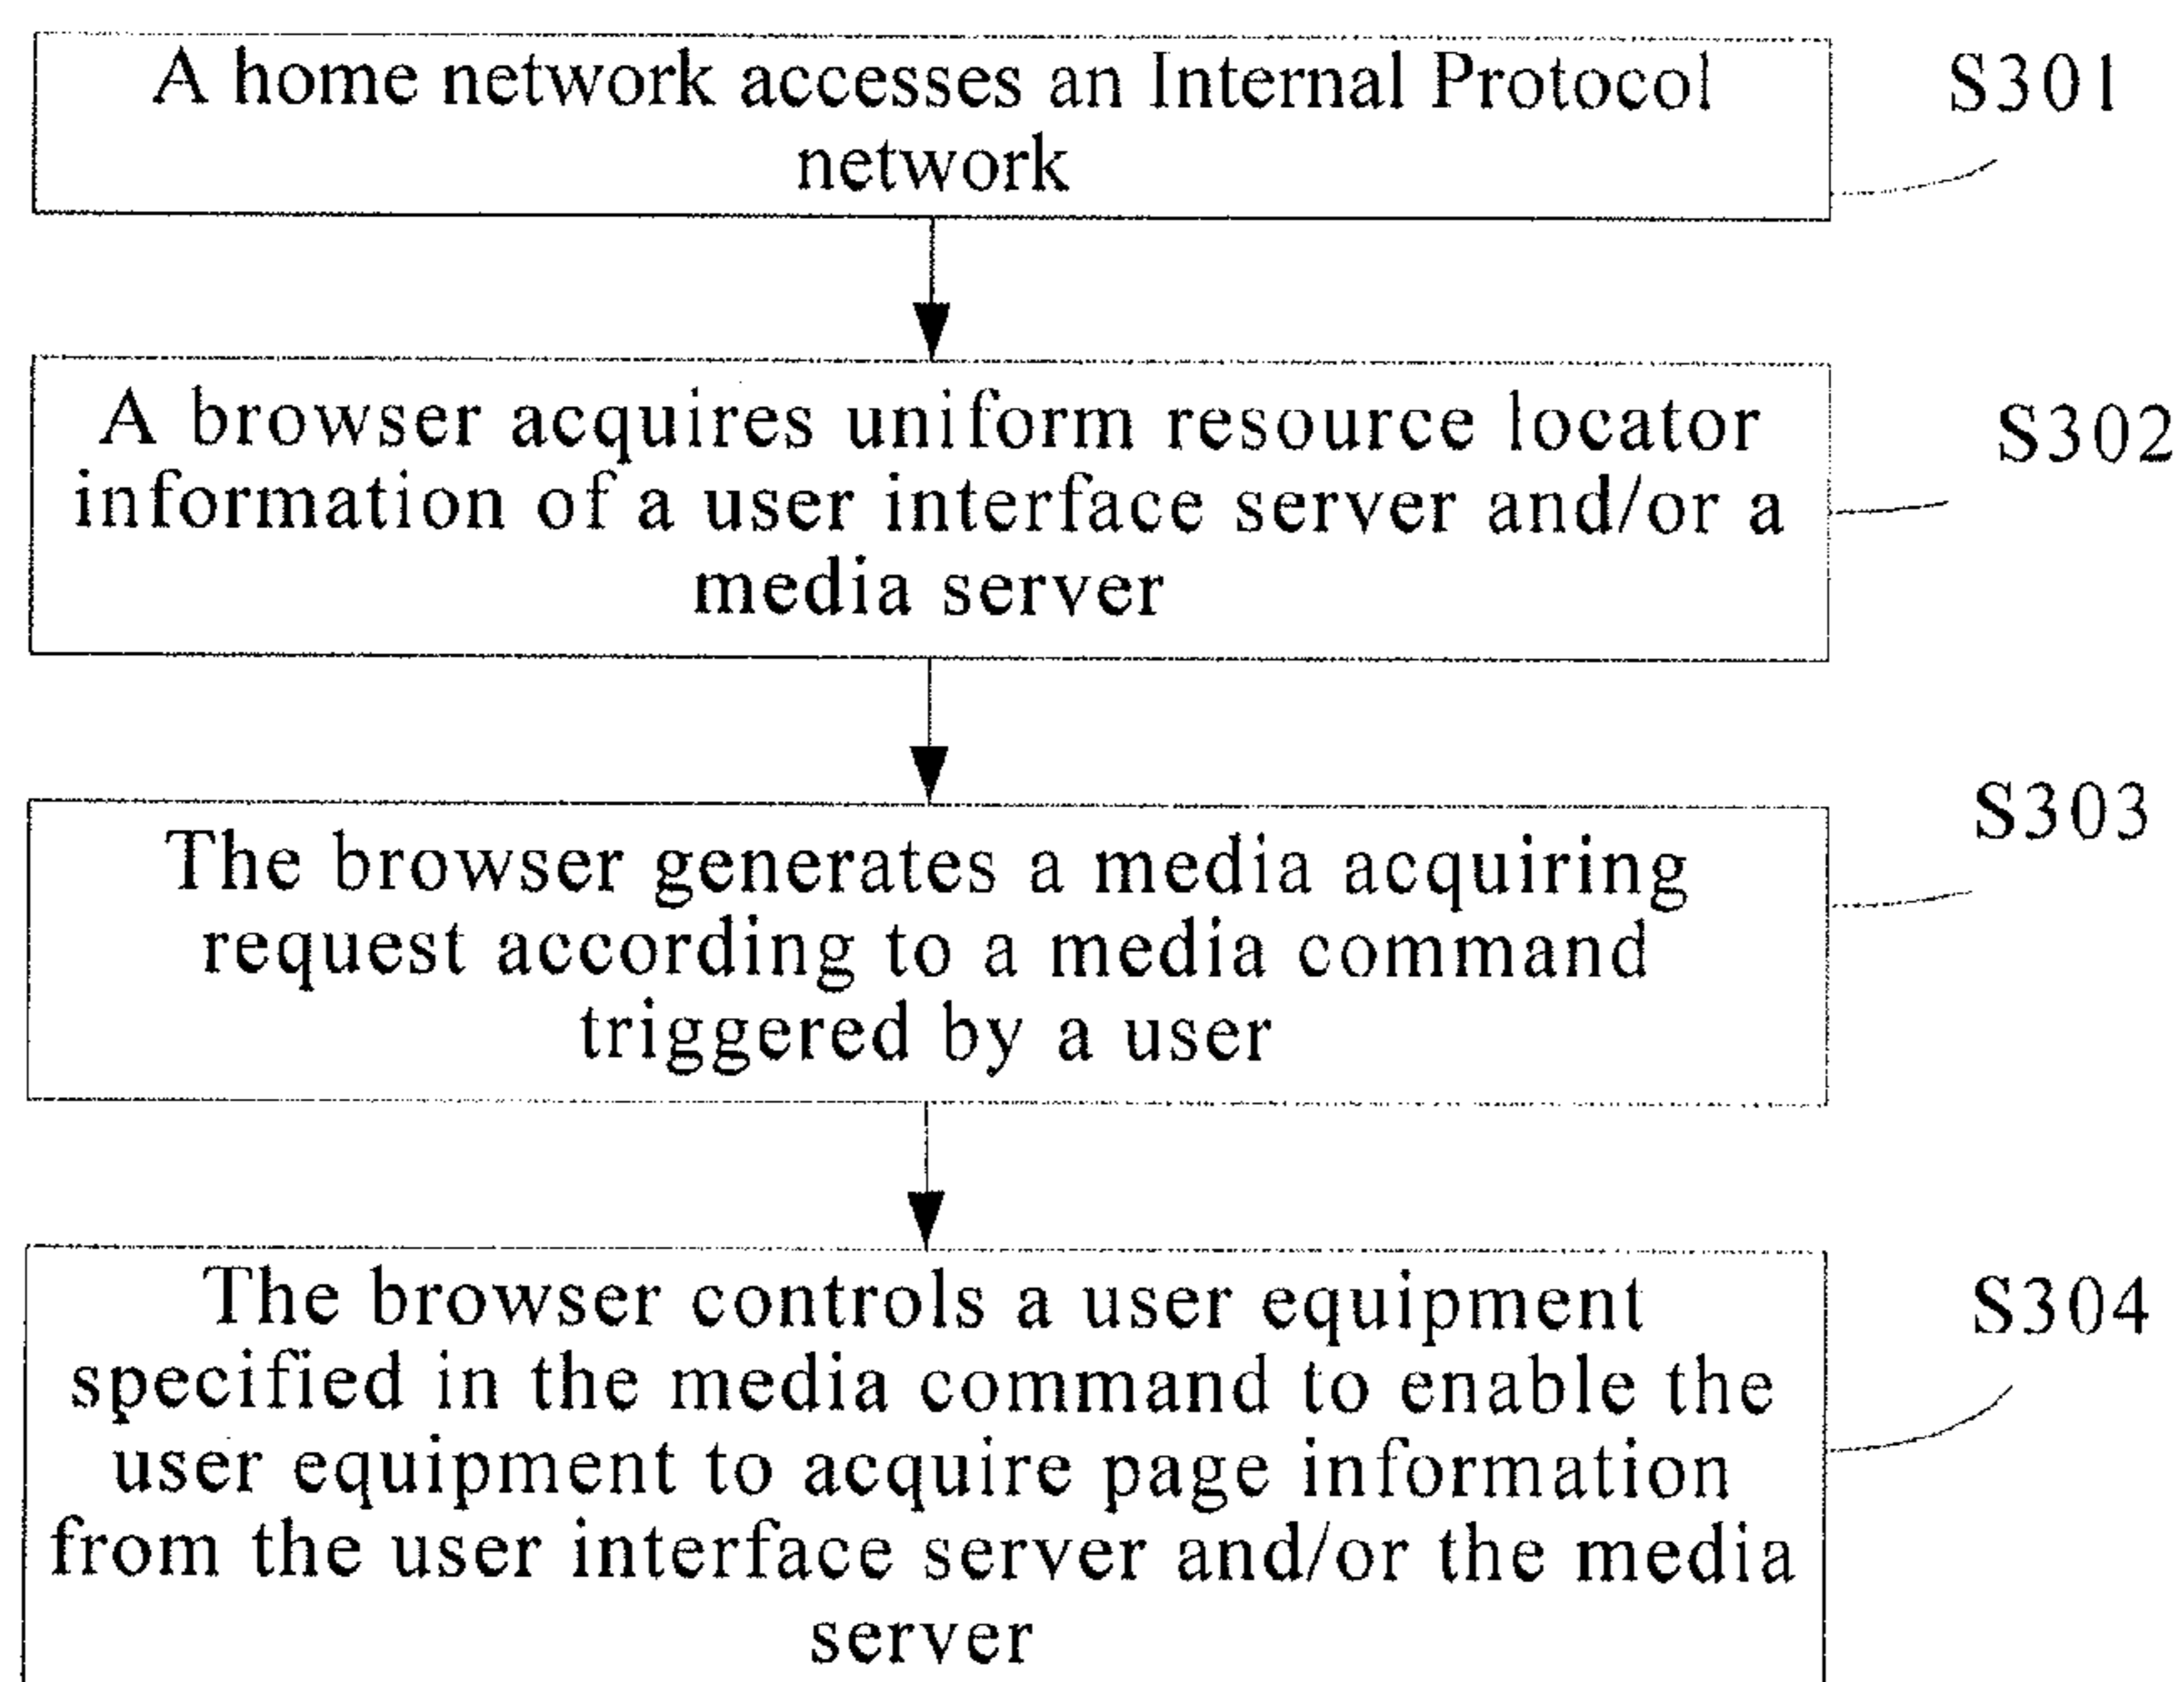 A home network accesses an Internal Protocol
network
S301
A browser acquires uniform resource locator
information of a user interface server and/or a
media server
S302
The browser generates a media acquiring
request according to a media command
triggered by a user
S303
The browser controls a user equipment
specified in the media command to enable the
user equipment to acquire page information
from the user interface server and/or the media
server
S304